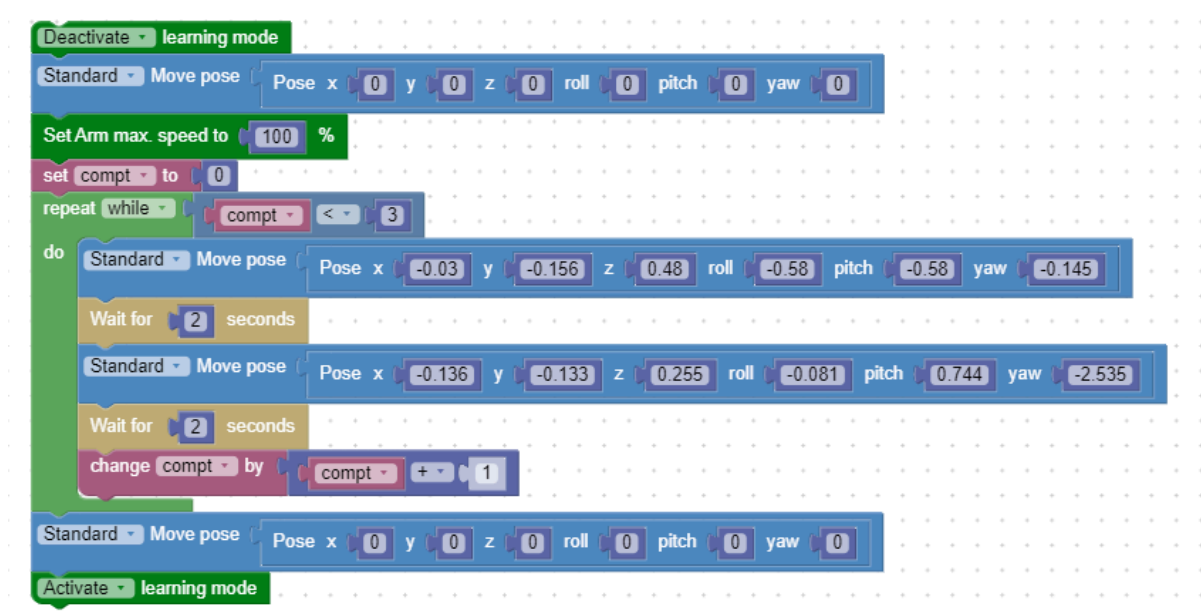 Deactivate learning mode
Standard Move pose Pose x 0 y 0 z 0 roll 0 pitch 0 yaw 0
Set Arm max. speed to 100 %
set compt to 0
repeat while compt < 3
do Standard Move pose Pose x -0.03 y -0.156 z 0.48 roll -0.58 pitch -0.58 yaw -0.145
Wait for 2 seconds
Standard Move pose Pose x -0.136 y -0.133 z 0.255 roll -0.081 pitch 0.744 yaw -2.535
Wait for 2 seconds
change compt by compt + 1
Standard Move pose Pose x 0 y 0 z 0 roll 0 pitch 0 yaw 0
Activate learning mode